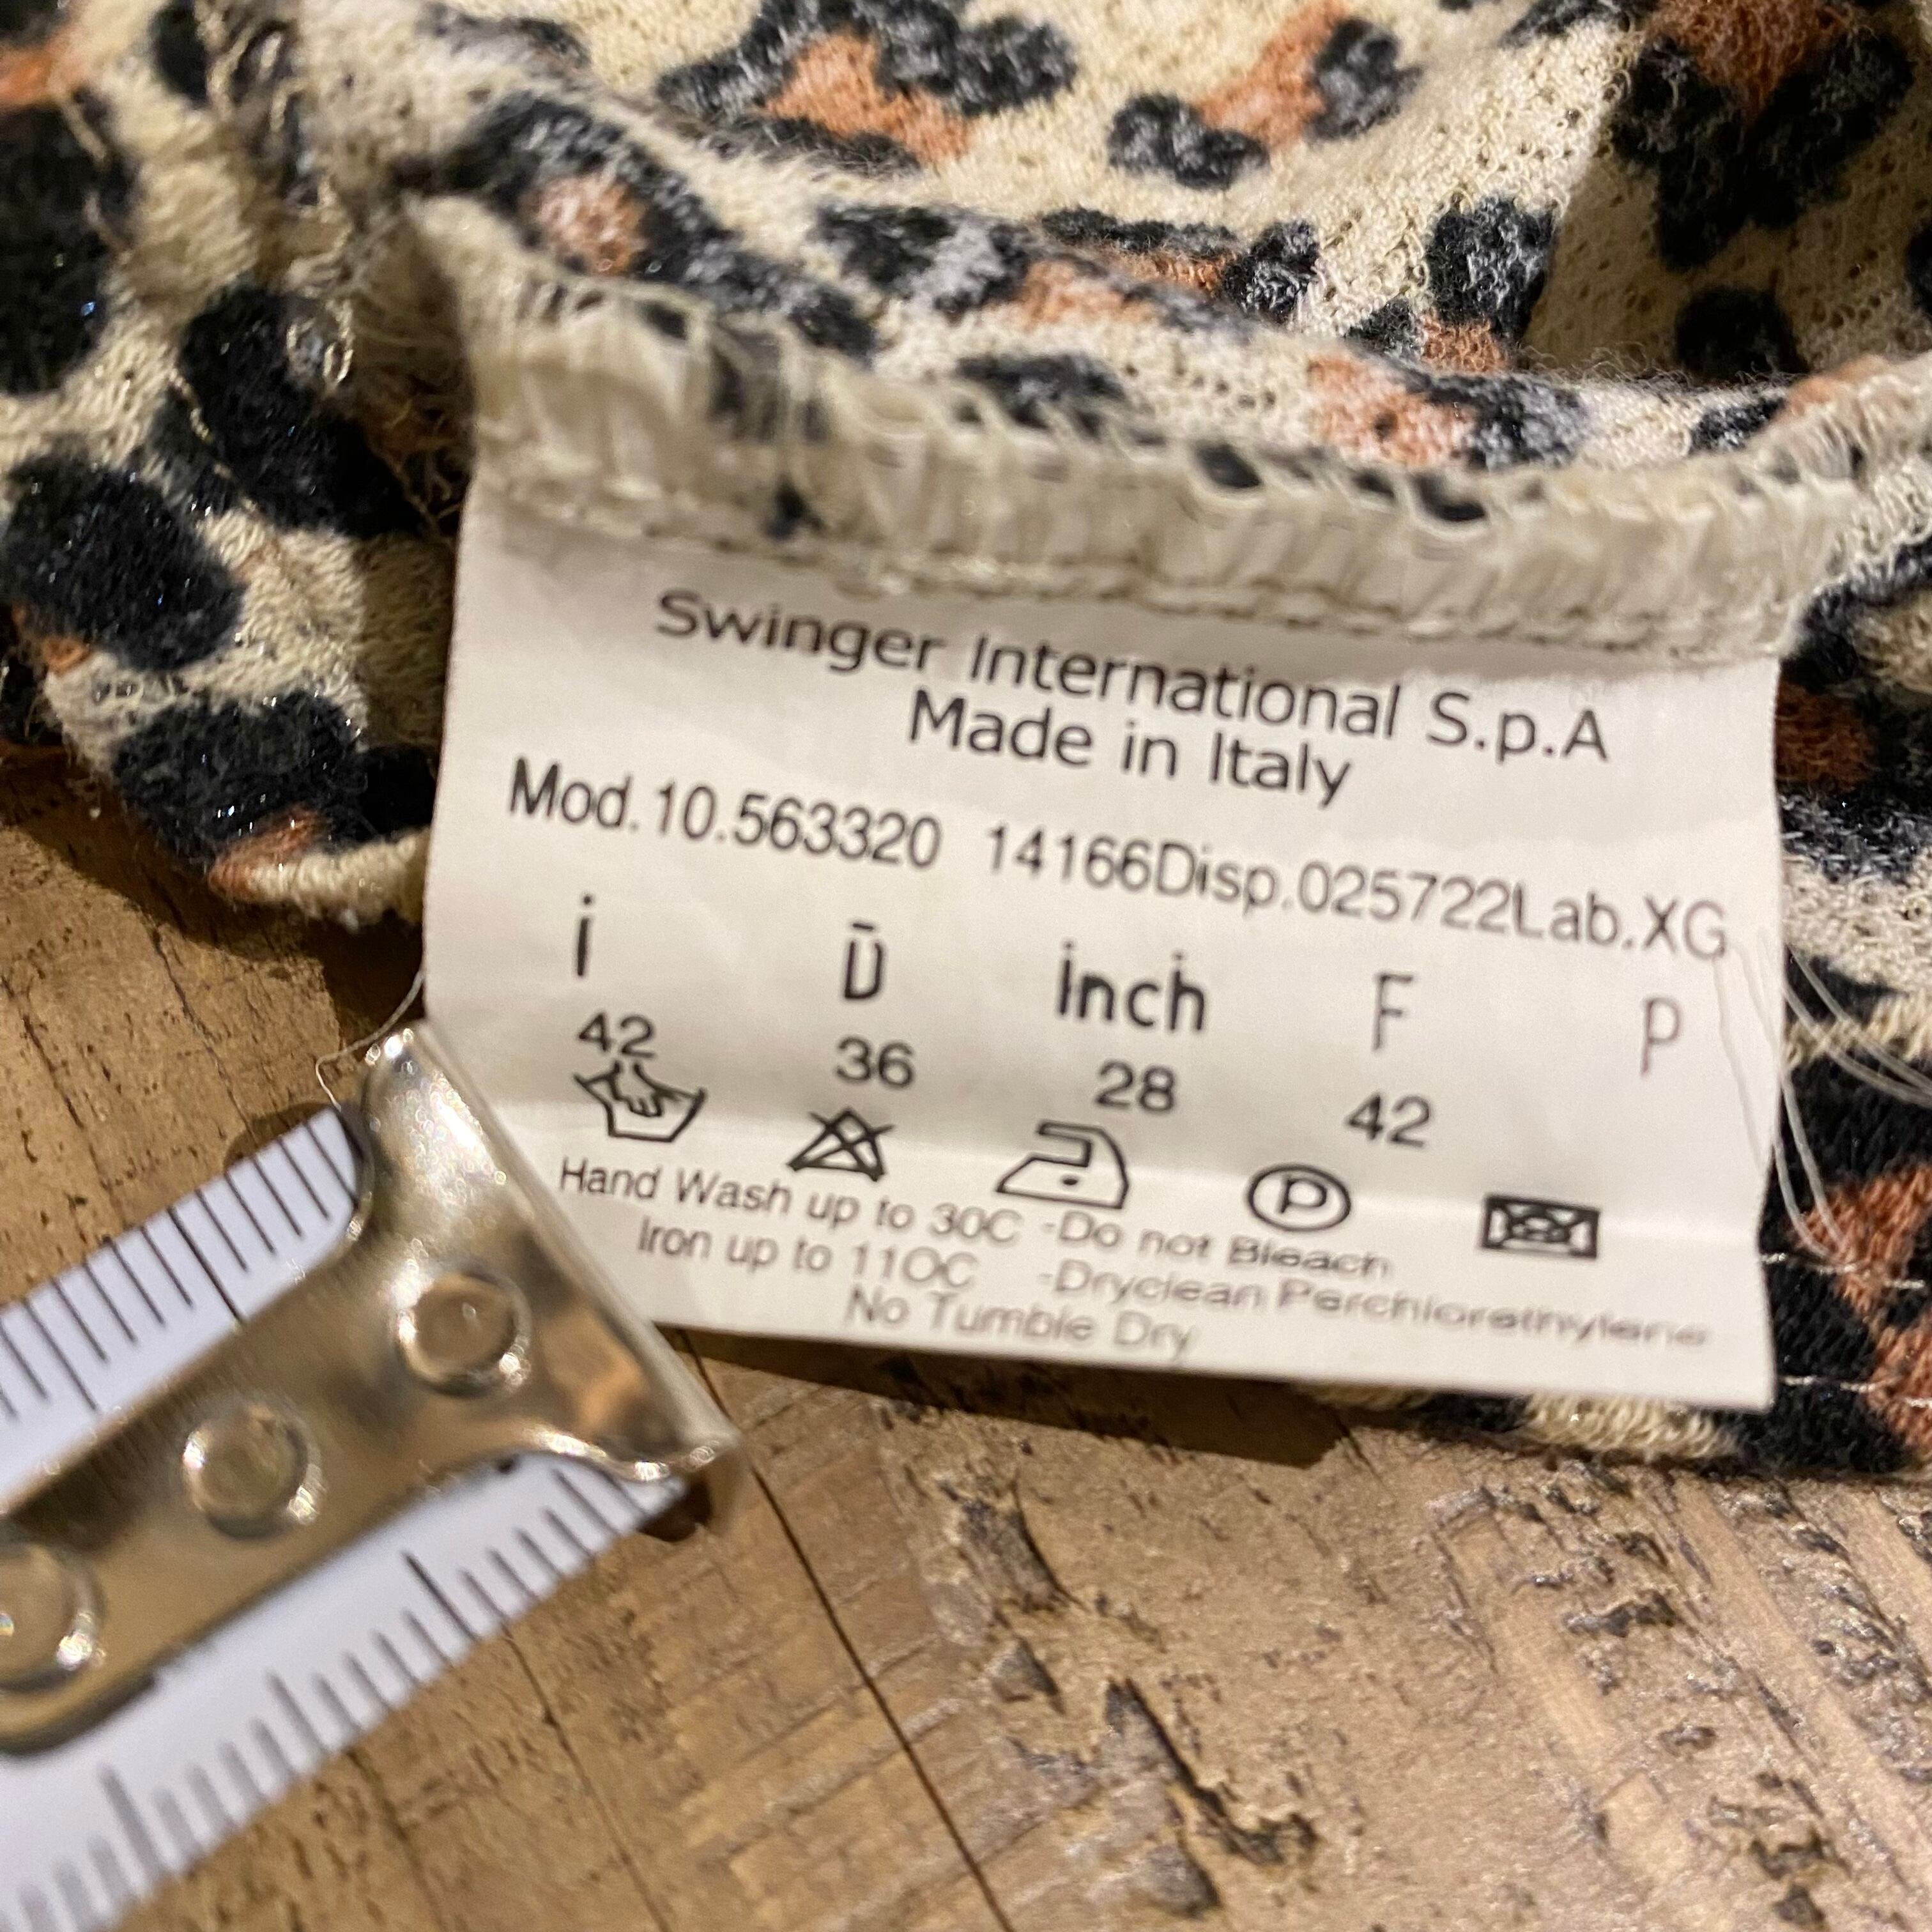 Swinger International S.p.A
Made in Italy
Mod.10.563320 14166Disp.025722Lab.XG
i D inch F P
42 36 28 42
P
Hand Wash up to 30C -Do not Bleach
Iron up to 110C -Dryclean Perchlorethylene
No Tumble Dry